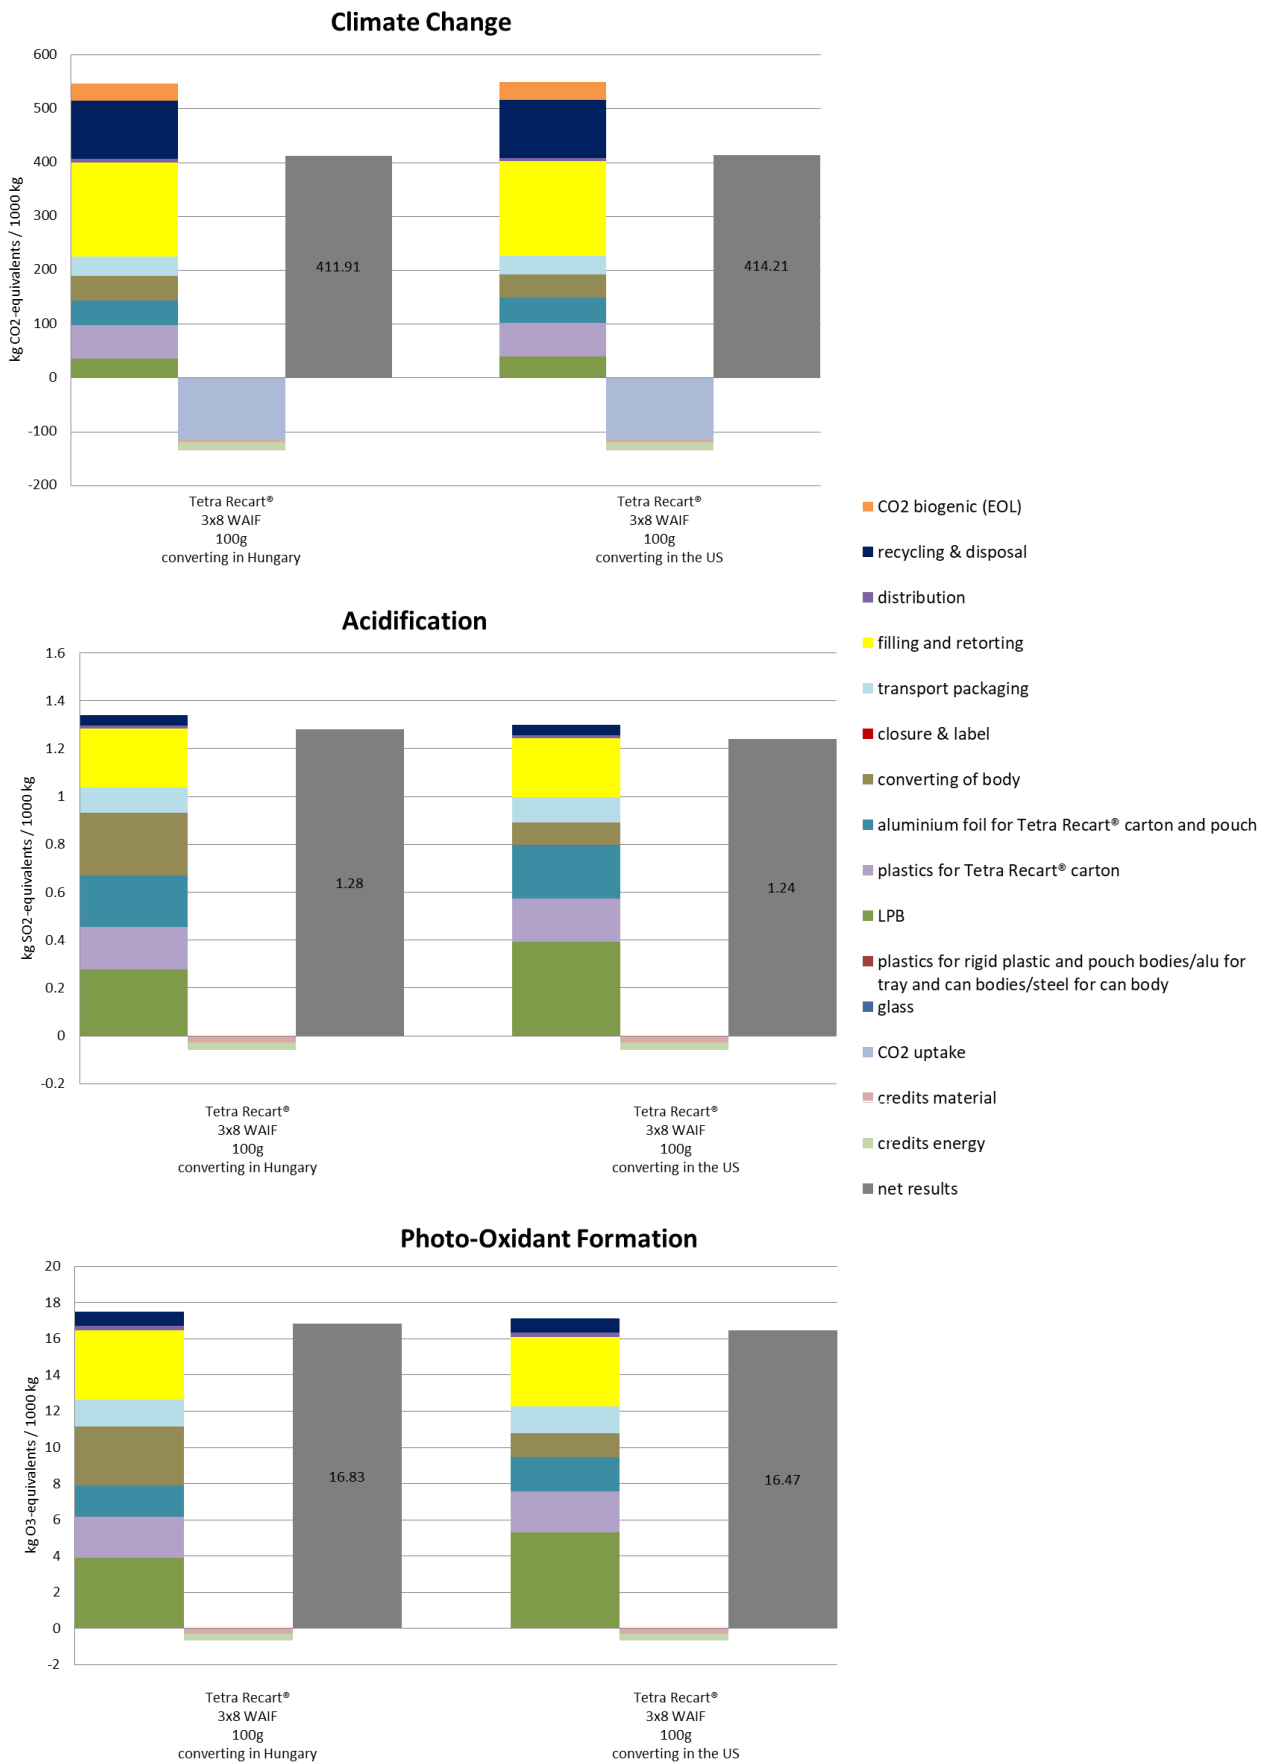 Climate Change
600
500
400
300
200
100
0
-100
-200
kg CO2-equivalents / 1000 kg
411.91
414.21
Tetra Recart®
3x8 WAIF
100g
converting in Hungary
Tetra Recart®
3x8 WAIF
100g
converting in the US
Acidification
1.6
1.4
1.2
1
0.8
0.6
0.4
0.2
0
-0.2
kg SO2-equivalents / 1000 kg
1.28
1.24
Tetra Recart®
3x8 WAIF
100g
converting in Hungary
Tetra Recart®
3x8 WAIF
100g
converting in the US
CO2 biogenic (EOL)
recycling & disposal
distribution
filling and retorting
transport packaging
closure & label
converting of body
aluminium foil for Tetra Recart® carton and pouch
plastics for Tetra Recart® carton
LPB
plastics for rigid plastic and pouch bodies/alu for
tray and can bodies/steel for can body
glass
CO2 uptake
credits material
credits energy
net results
Photo-Oxidant Formation
20
18
16
14
12
10
8
6
4
2
0
-2
kg O3-equivalents / 1000 kg
16.83
16.47
Tetra Recart®
3x8 WAIF
100g
converting in Hungary
Tetra Recart®
3x8 WAIF
100g
converting in the US